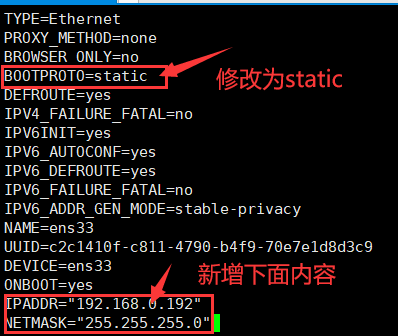 TYPE=Ethernet
PROXY_METHOD=none
BROWSER_ONLY=no
BOOTPROTO=static
修改为static
DEFROUTE=yes
IPV4_FAILURE_FATAL=no
IPV6INIT=yes
IPV6_AUTOCONF=yes
IPV6_DEFROUTE=yes
IPV6_FAILURE_FATAL=no
IPV6_ADDR_GEN_MODE=stable-privacy
NAME=ens33
UUID=c2c1410f-c811-4790-b4f9-70e7e1d8d3c9
DEVICE=ens33
新增下面内容
ONBOOT=yes
IPADDR="192.168.0.192"
NETMASK="255.255.255.0"